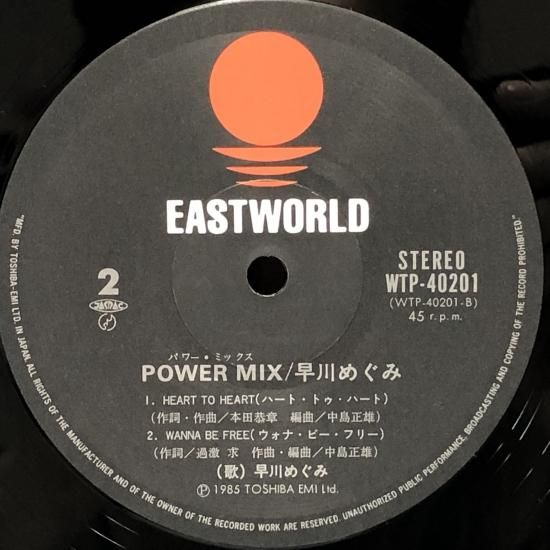 EASTWORLD
2
JASRAC
STEREO
WTP-40201
(WTP-40201-B)
45 r.p.m.
パワー・ミックス
POWER MIX/早川めぐみ
1. HEART TO HEART(ハート・トゥ・ハート)
(作詞・作曲/本田恭章 編曲/中島正雄)
2. WANNA BE FREE(ウォナ・ビー・フリー)
(作詞/過激 求 作曲・編曲/中島正雄)
(歌) 早川めぐみ
Ⓟ1985 TOSHIBA EMI Ltd.
"MFD. BY TOSHIBA-EMI LTD. IN JAPAN. ALL RIGHTS OF THE MANUFACTURER AND OF THE OWNER OF THE RECORDED WORK ARE RESERVED. UNAUTHORIZED PUBLIC PERFORMANCE, BROADCASTING AND COPYING OF THE RECORD PROHIBITED."